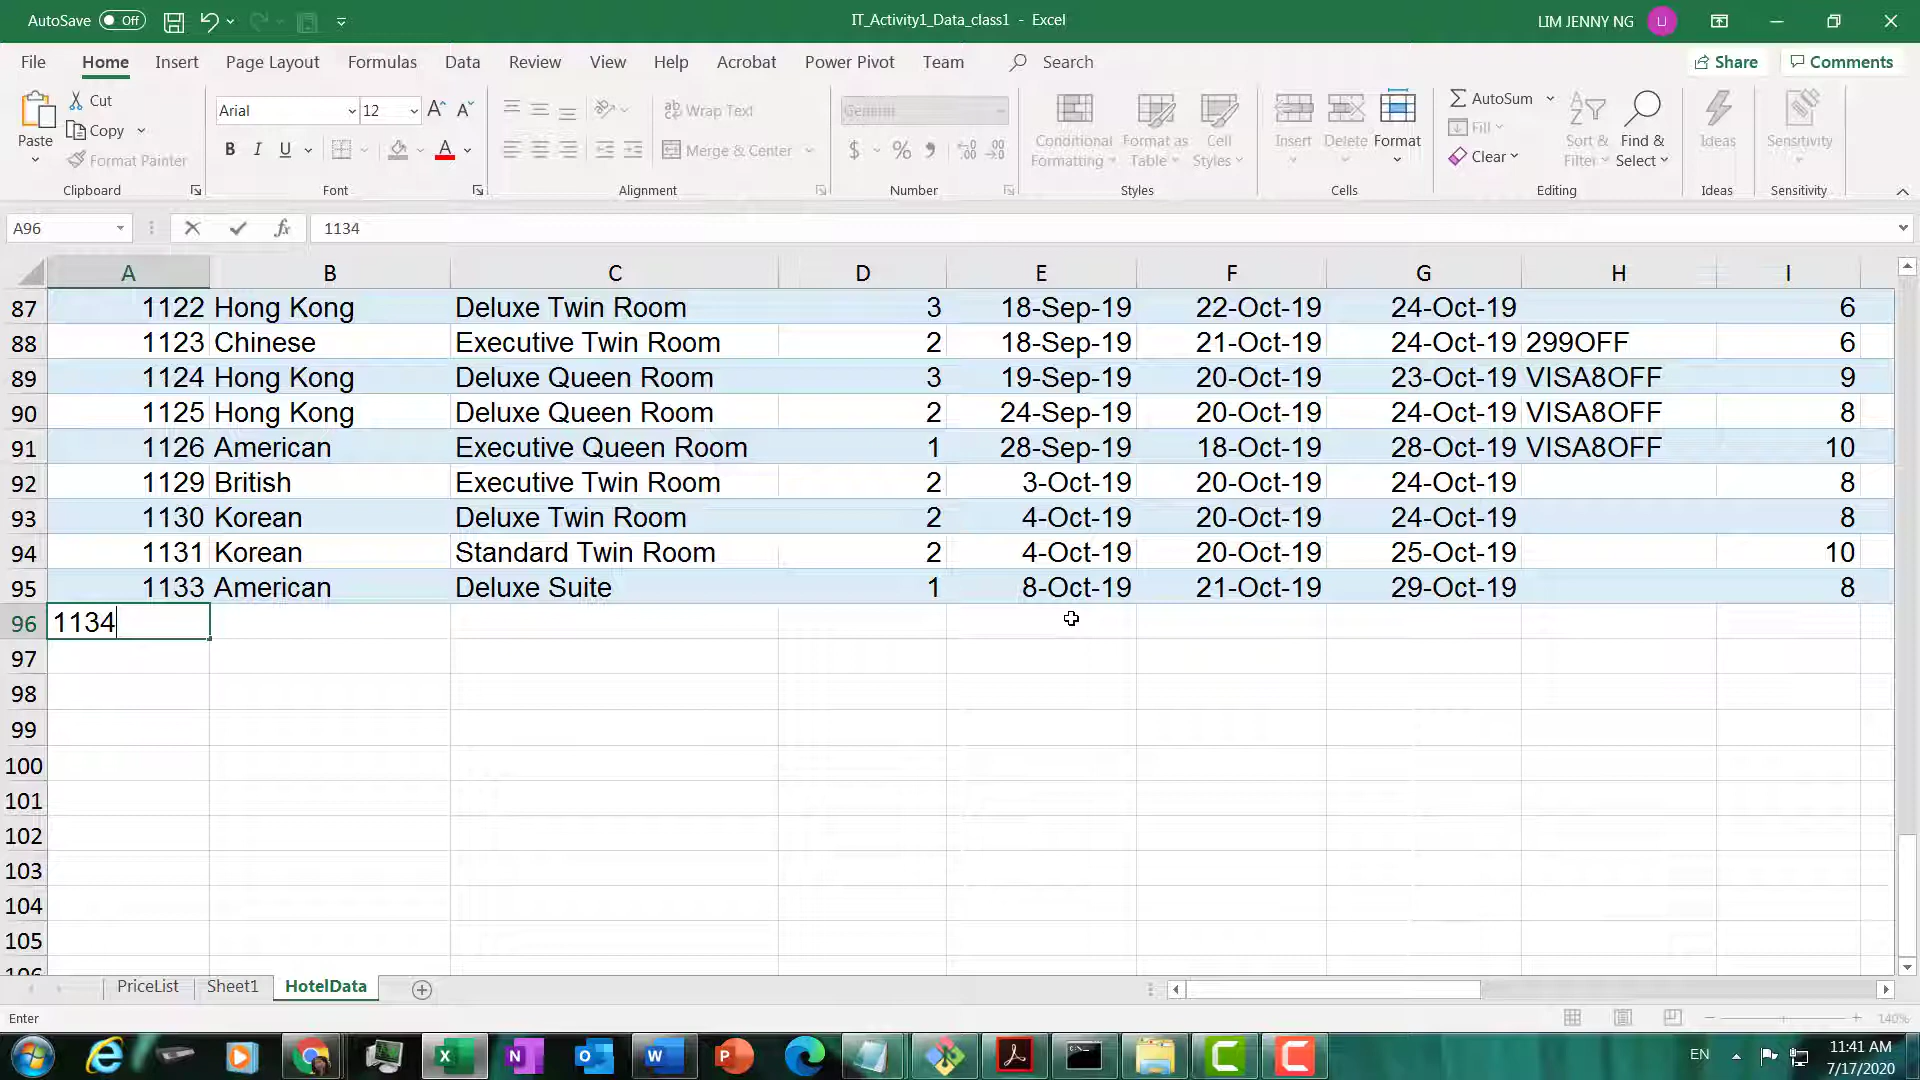 AutoSave Off IT_Activity1_Data_class1 - Excel LIM JENNY NG U
File Home Insert Page Layout Formulas Data Review View Help Acrobat Power Pivot Team Search Share Comments
Paste Cut Copy Format Painter Clipboard
Arial 12 A A B I U A Font
ab Wrap Text Merge & Center Alignment
General $ % , .00 Number
Conditional Formatting Format as Table Cell Styles Styles
Insert Delete Format Cells
AutoSum Fill Clear Sort & Filter Find & Select Editing
Ideas Ideas
Sensitivity Sensitivity
A96 fx 1134
A B C D E F G H I
87 1122 Hong Kong Deluxe Twin Room 3 18-Sep-19 22-Oct-19 24-Oct-19 6
88 1123 Chinese Executive Twin Room 2 18-Sep-19 21-Oct-19 24-Oct-19 299OFF 6
89 1124 Hong Kong Deluxe Queen Room 3 19-Sep-19 20-Oct-19 23-Oct-19 VISA8OFF 9
90 1125 Hong Kong Deluxe Queen Room 2 24-Sep-19 20-Oct-19 24-Oct-19 VISA8OFF 8
91 1126 American Executive Queen Room 1 28-Sep-19 18-Oct-19 28-Oct-19 VISA8OFF 10
92 1129 British Executive Twin Room 2 3-Oct-19 20-Oct-19 24-Oct-19 8
93 1130 Korean Deluxe Twin Room 2 4-Oct-19 20-Oct-19 24-Oct-19 8
94 1131 Korean Standard Twin Room 2 4-Oct-19 20-Oct-19 25-Oct-19 10
95 1133 American Deluxe Suite 1 8-Oct-19 21-Oct-19 29-Oct-19 8
96 1134
97
98
99
100
101
102
103
104
105
106
PriceList Sheet1 HotelData
Enter 140%
EN 11:41 AM
7/17/2020